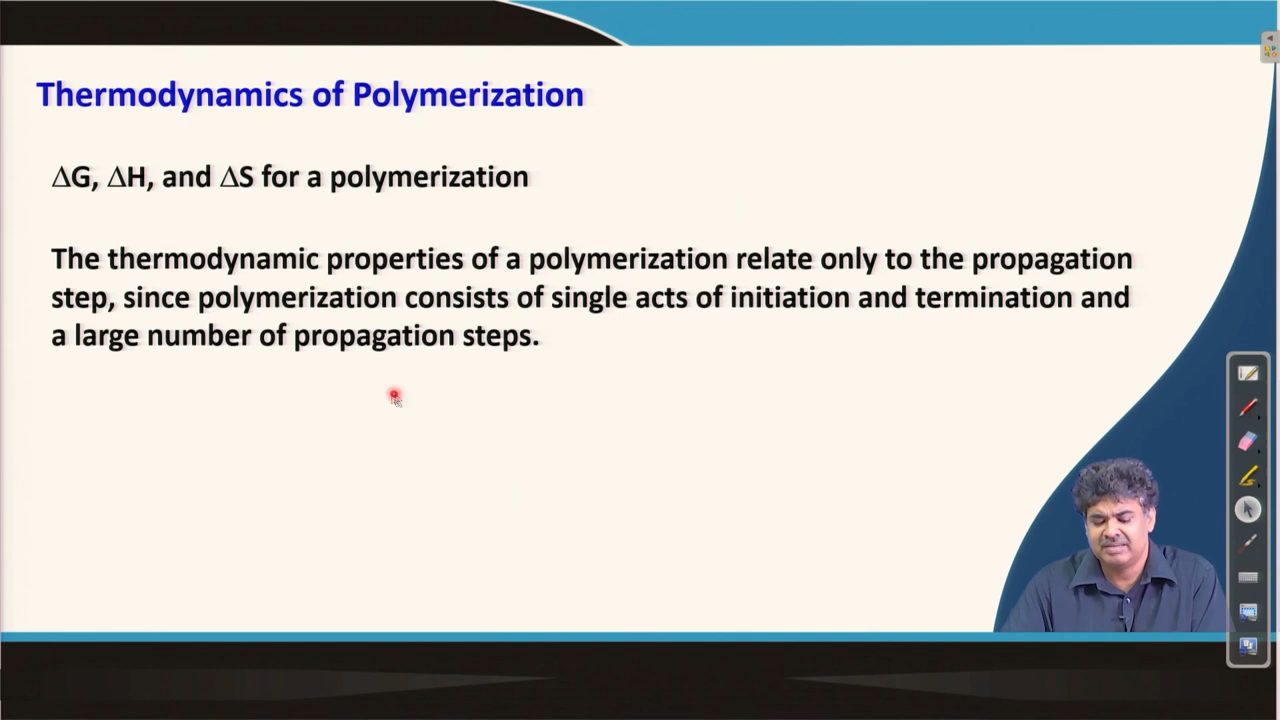 Thermodynamics of Polymerization
ΔG, ΔH, and ΔS for a polymerization
The thermodynamic properties of a polymerization relate only to the propagation
step, since polymerization consists of single acts of initiation and termination and
a large number of propagation steps.